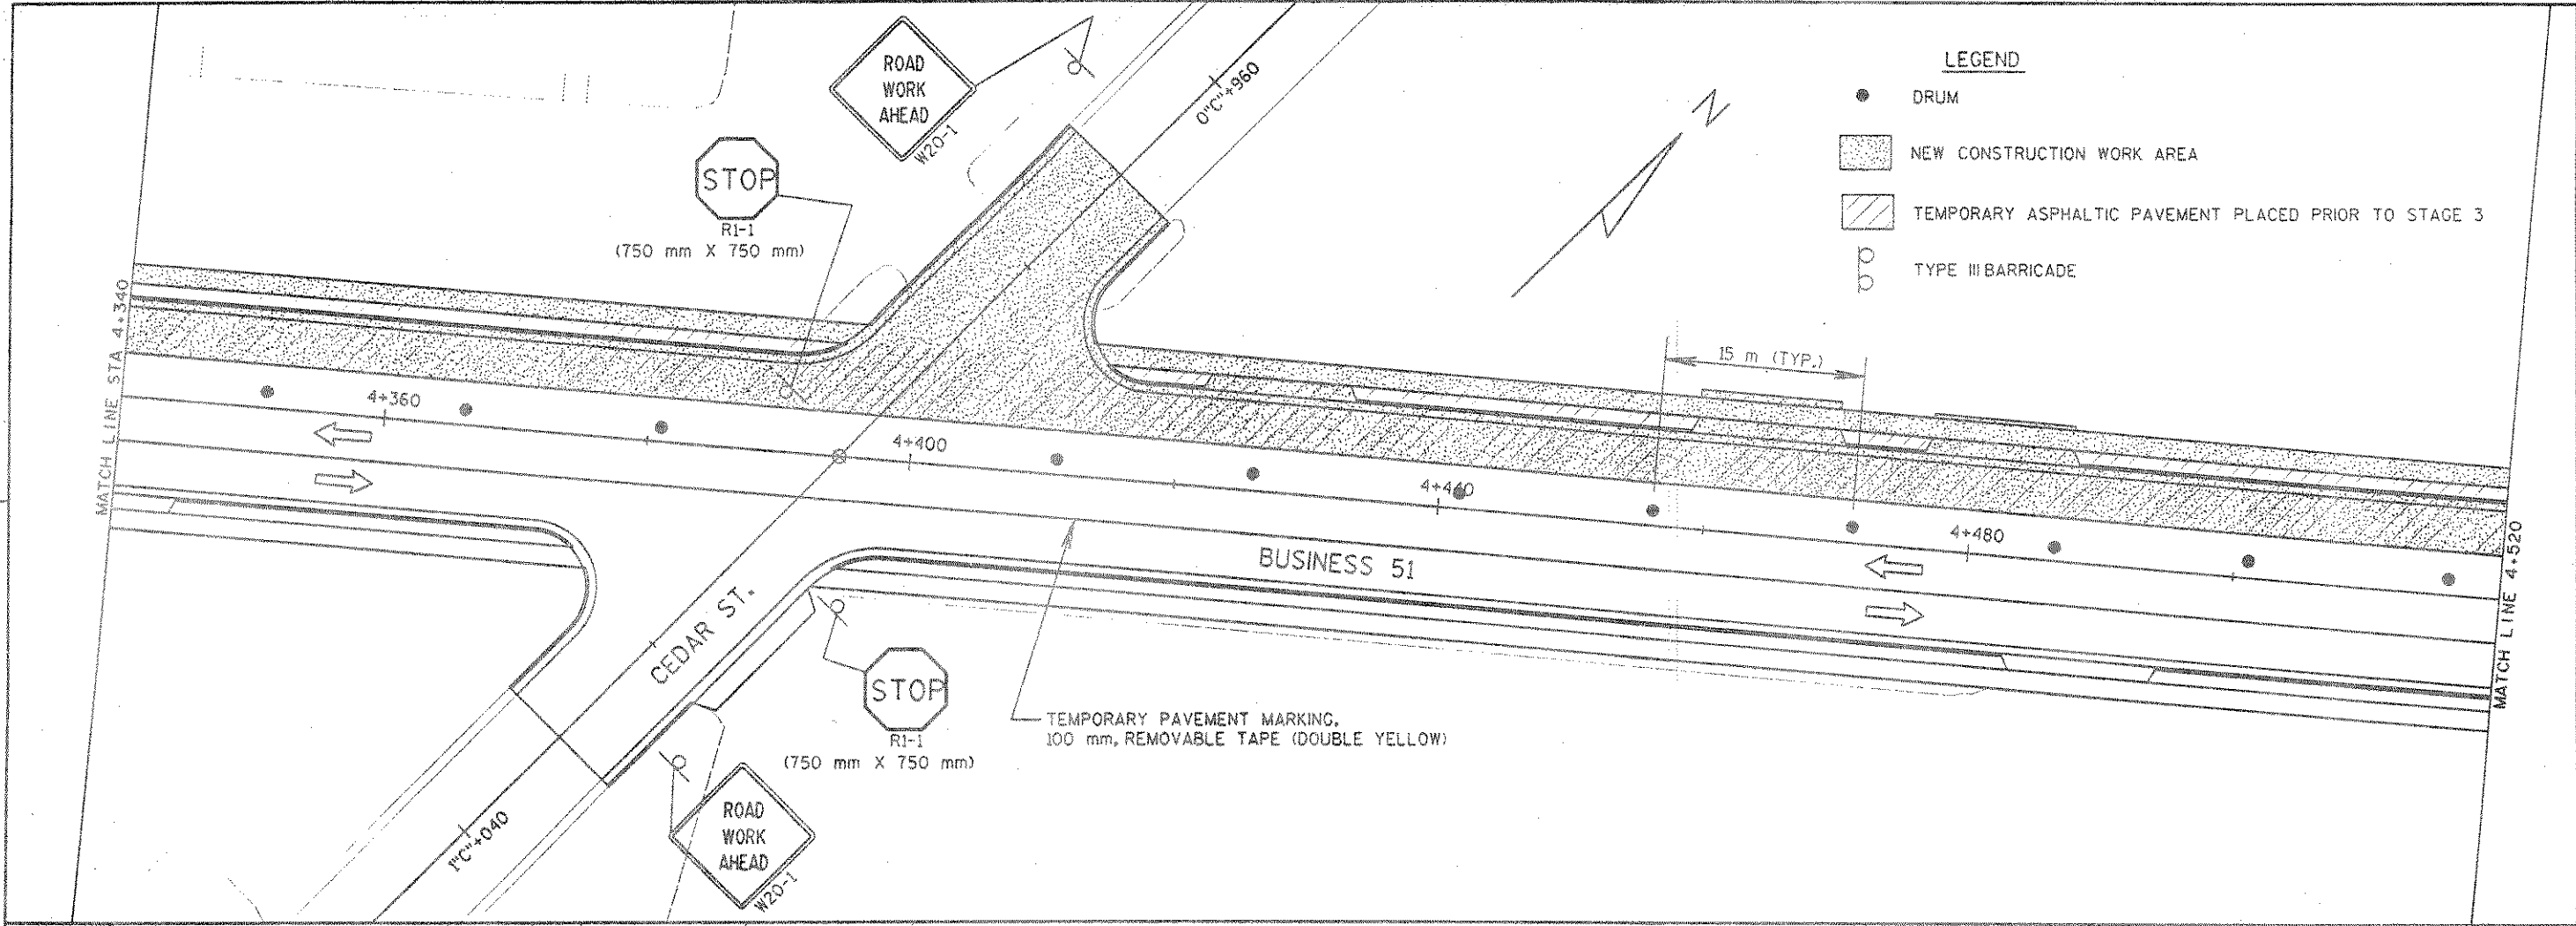 ROAD
WORK
AHEAD
W20-1
STOP
R1-1
(750 mm X 750 mm)
0"C"+960
N
LEGEND
DRUM
NEW CONSTRUCTION WORK AREA
TEMPORARY ASPHALTIC PAVEMENT PLACED PRIOR TO STAGE 3
TYPE III BARRICADE
MATCH LINE STA 4+340
4+360
4+400
4+440
15 m (TYP.)
4+480
MATCH LINE 4+520
BUSINESS 51
CEDAR ST.
STOP
R1-1
(750 mm X 750 mm)
TEMPORARY PAVEMENT MARKING,
100 mm, REMOVABLE TAPE (DOUBLE YELLOW)
1"C"+040
ROAD
WORK
AHEAD
W20-1